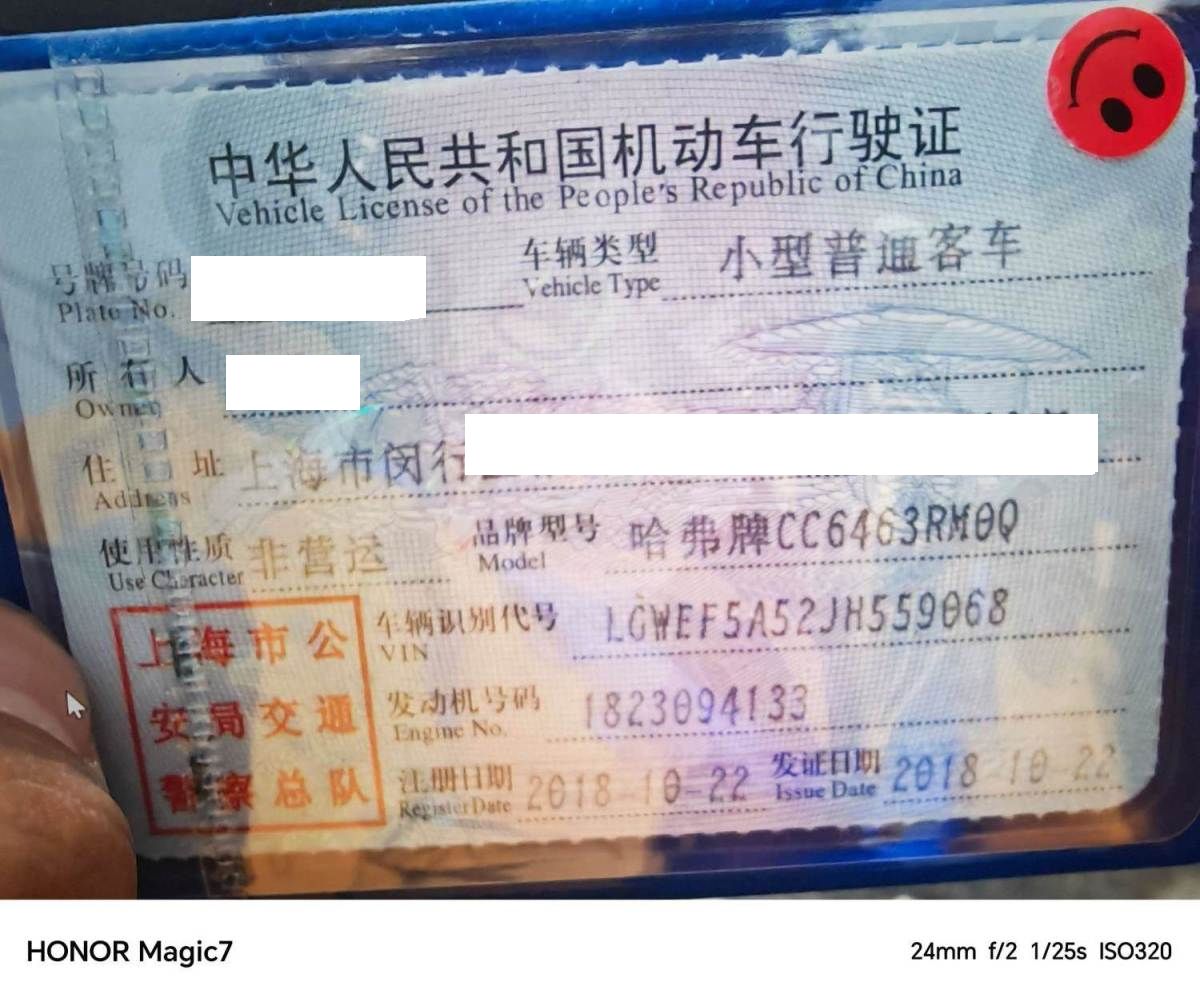 中华人民共和国机动车行驶证
Vehicle License of the People's Republic of China
号牌号码
Plate No.
车辆类型 小型普通客车
Vehicle Type
所有人
Owner
住址 上海市闵行
Address
使用性质 非营运
Use Character
品牌型号 哈弗牌CC6463RM0Q
Model
上海市公
安局交通
警察总队
车辆识别代号 LGWEF5A52JH559068
VIN
发动机号码 1823094133
Engine No.
注册日期 2018-10-22
Register Date
发证日期 2018-10-22
Issue Date
HONOR Magic7
24mm f/2 1/25s ISO320